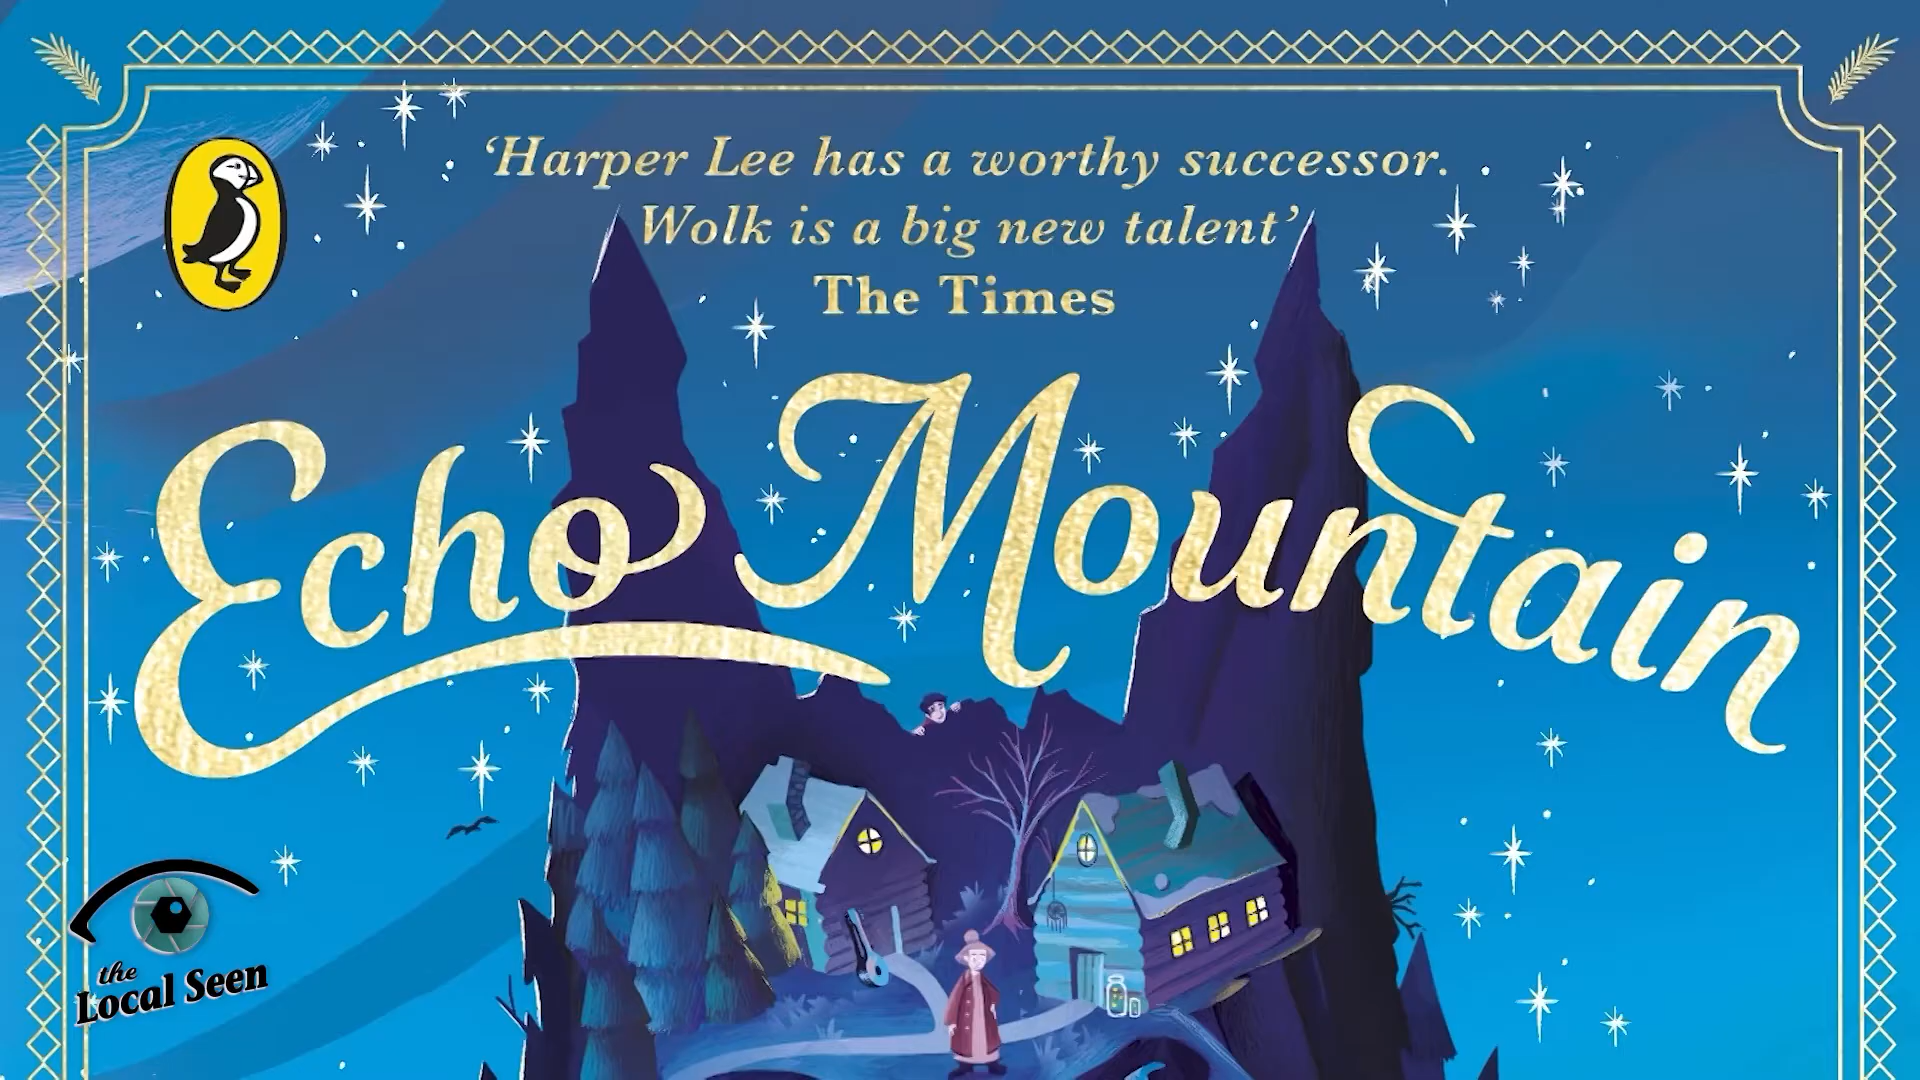 ‘Harper Lee has a worthy successor.
Wolk is a big new talent’
The Times
Echo Mountain
the
Local Seen